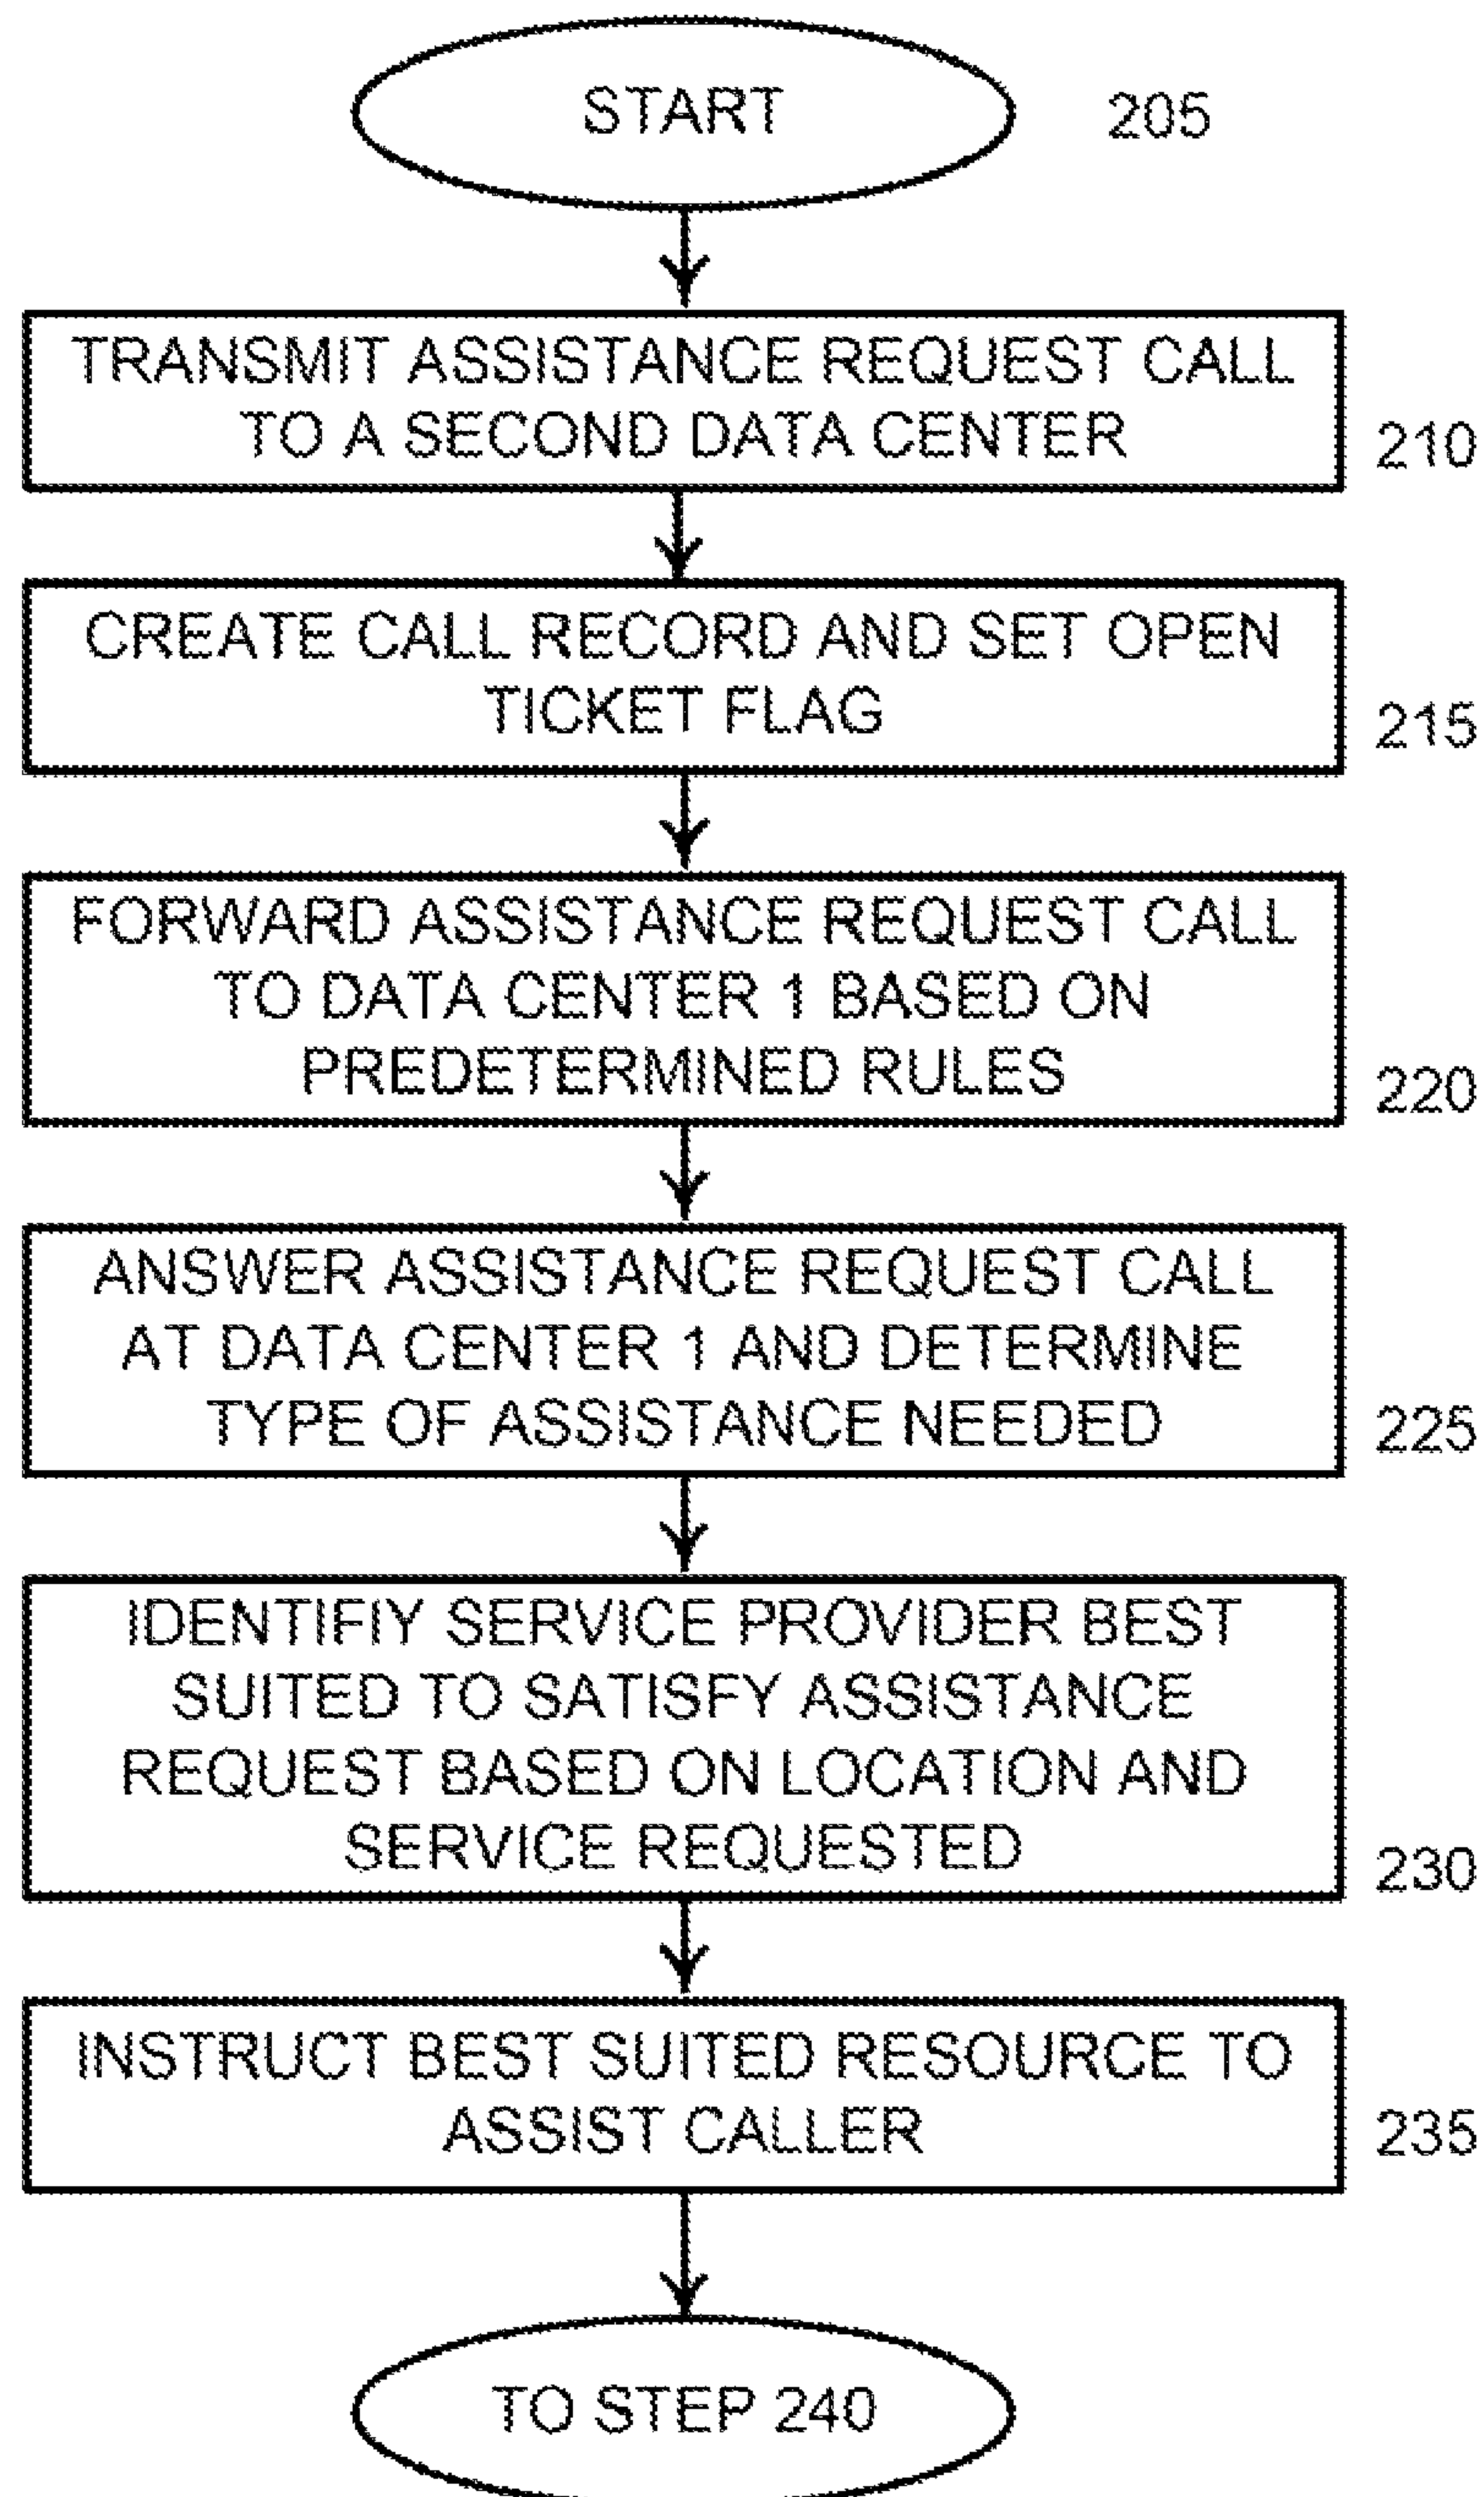 START
205
TRANSMIT ASSISTANCE REQUEST CALL
TO A SECOND DATA CENTER
210
CREATE CALL RECORD AND SET OPEN
TICKET FLAG
215
FORWARD ASSISTANCE REQUEST CALL
TO DATA CENTER 1 BASED ON
PREDETERMINED RULES
220
ANSWER ASSISTANCE REQUEST CALL
AT DATA CENTER 1 AND DETERMINE
TYPE OF ASSISTANCE NEEDED
225
IDENTIFIY SERVICE PROVIDER BEST
SUITED TO SATISFY ASSISTANCE
REQUEST BASED ON LOCATION AND
SERVICE REQUESTED
230
INSTRUCT BEST SUITED RESOURCE TO
ASSIST CALLER
235
TO STEP 240